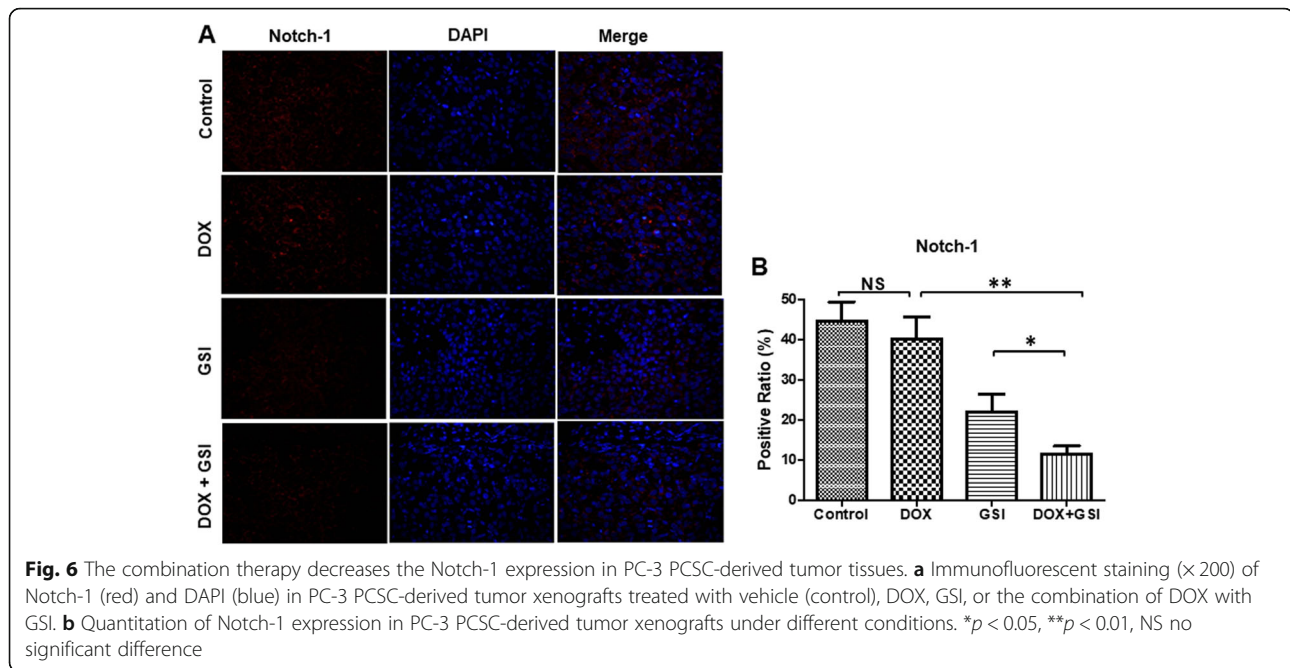 A
Notch-1 DAPI Merge
Control
DOX
GSI
DOX + GSI
B
Notch-1
NS
**
*
Positive Ratio (%)
50
40
30
20
10
0
Control DOX GSI DOX+GSI
Fig. 6 The combination therapy decreases the Notch-1 expression in PC-3 PCSC-derived tumor tissues. a Immunofluorescent staining (× 200) of
Notch-1 (red) and DAPI (blue) in PC-3 PCSC-derived tumor xenografts treated with vehicle (control), DOX, GSI, or the combination of DOX with
GSI. b Quantitation of Notch-1 expression in PC-3 PCSC-derived tumor xenografts under different conditions. *p < 0.05, **p < 0.01, NS no
significant difference